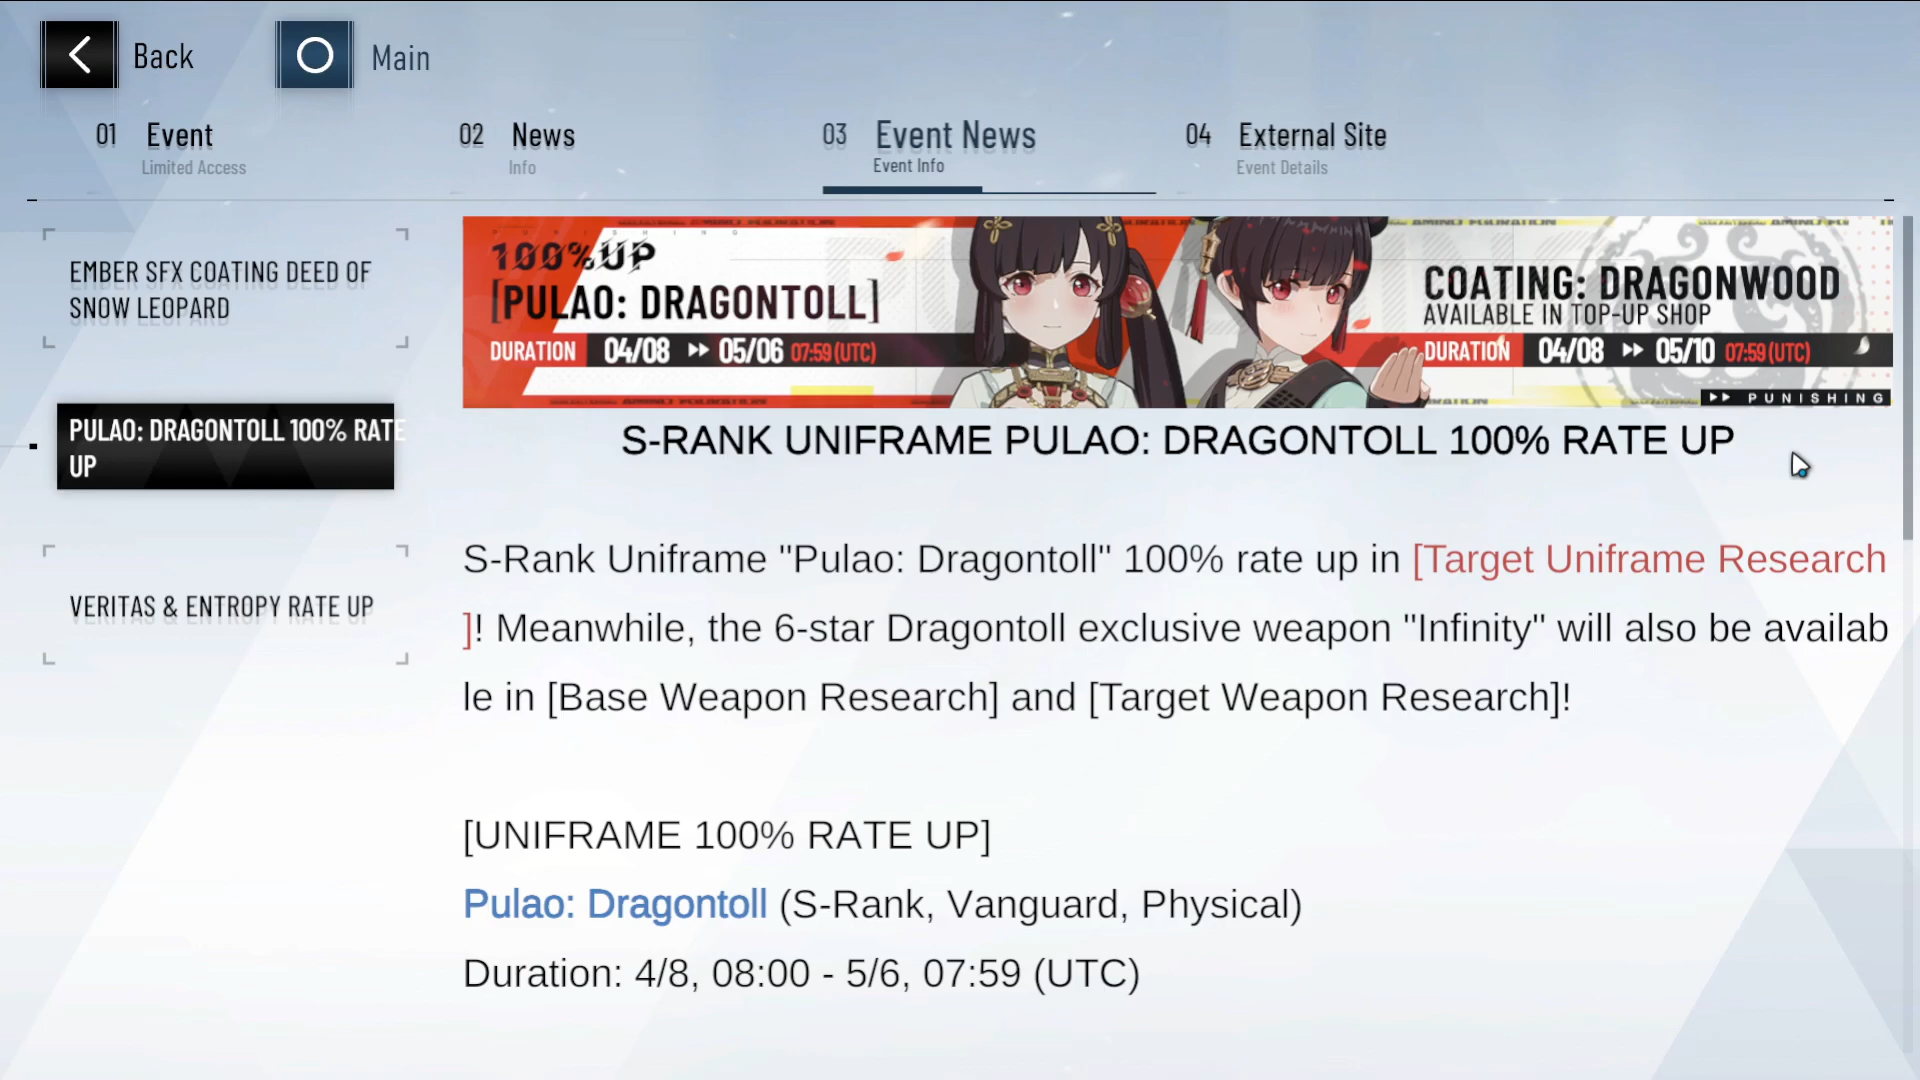 Back
Main
01 Event
Limited Access
02 News
Info
03 Event News
Event Info
04 External Site
Event Details
EMBER SFX COATING DEED OF
SNOW LEOPARD
PULAO: DRAGONTOLL 100% RATE
UP
VERITAS & ENTROPY RATE UP
100%UP
[PULAO: DRAGONTOLL]
DURATION 04/08 05/06 07:59 (UTC)
COATING: DRAGONWOOD
AVAILABLE IN TOP-UP SHOP
DURATION 04/08 05/10 07:59 (UTC)
PUNISHING
S-RANK UNIFRAME PULAO: DRAGONTOLL 100% RATE UP
S-Rank Uniframe "Pulao: Dragontoll" 100% rate up in [Target Uniframe Research
]! Meanwhile, the 6-star Dragontoll exclusive weapon "Infinity" will also be availab
le in [Base Weapon Research] and [Target Weapon Research]!
[UNIFRAME 100% RATE UP]
Pulao: Dragontoll (S-Rank, Vanguard, Physical)
Duration: 4/8, 08:00 - 5/6, 07:59 (UTC)